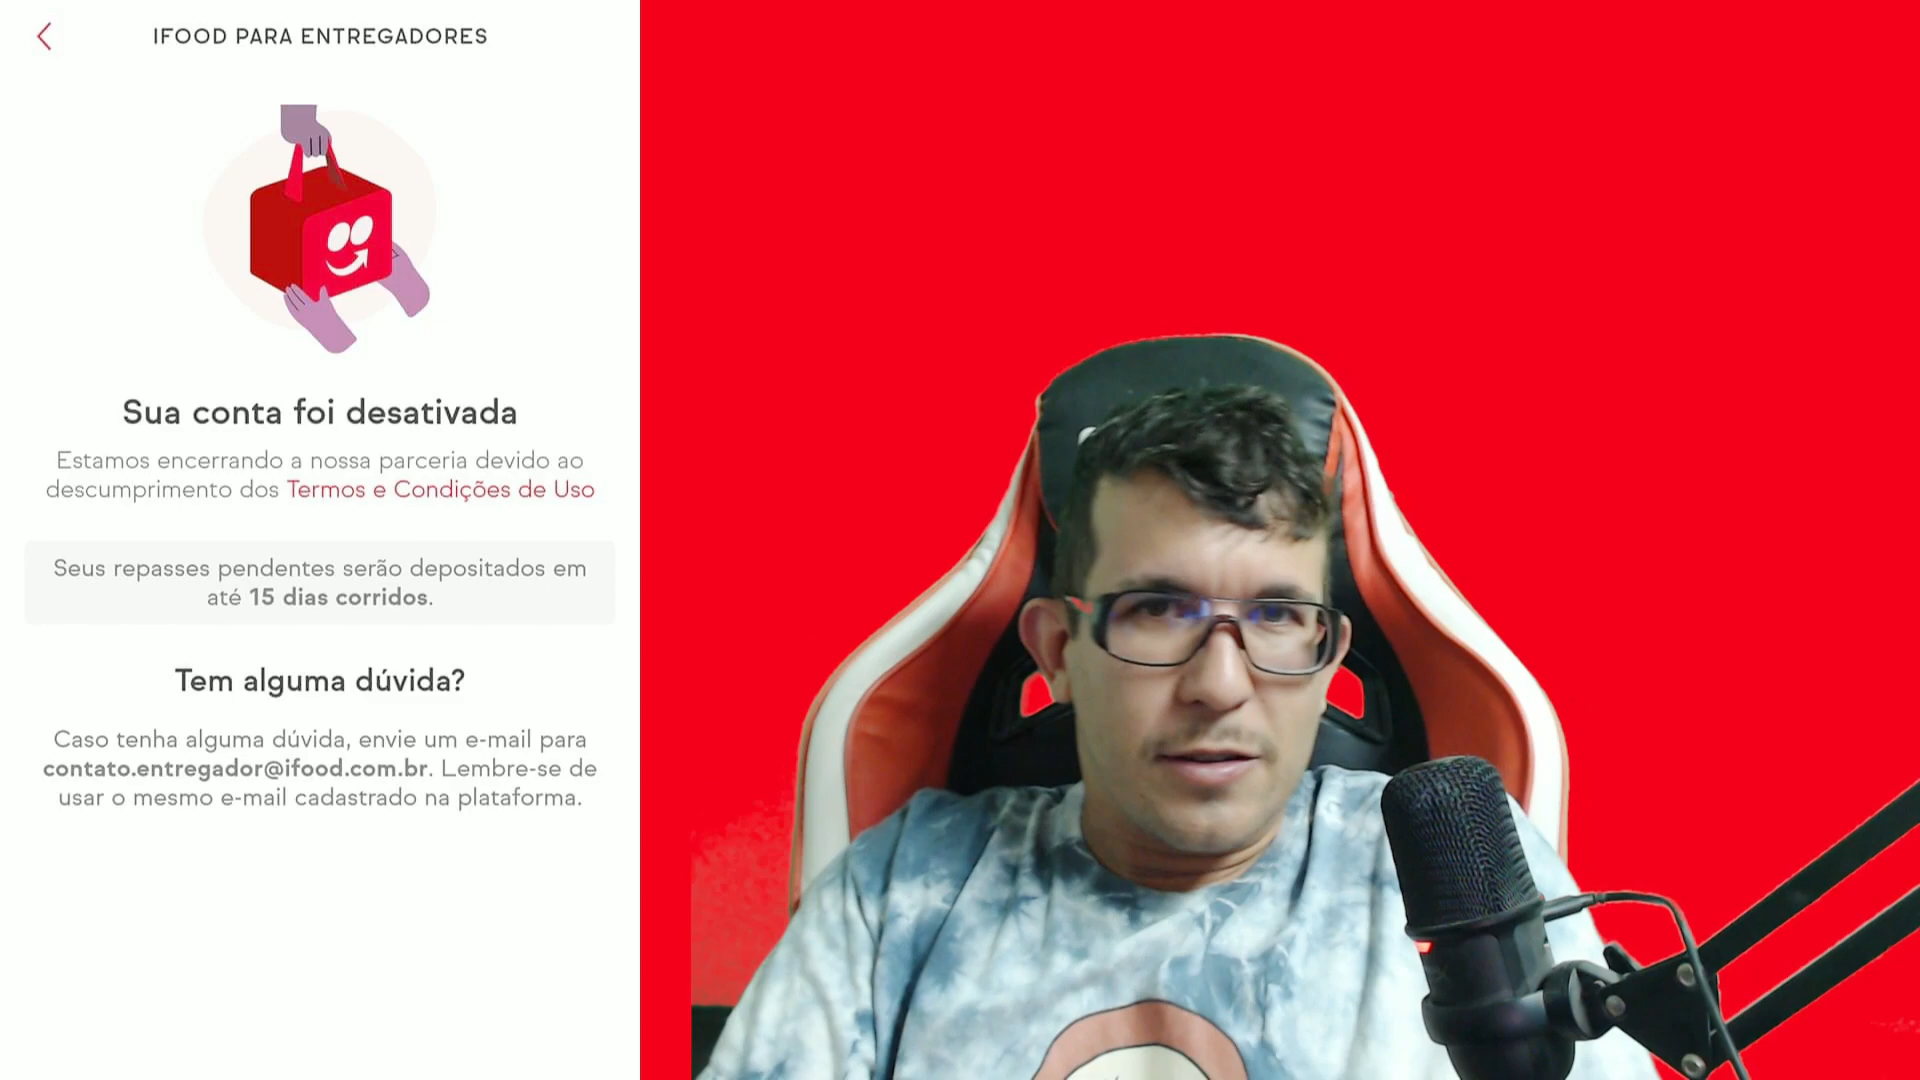 IFOOD PARA ENTREGADORES
Sua conta foi desativada
Estamos encerrando a nossa parceria devido ao
descumprimento dos Termos e Condições de Uso
Seus repasses pendentes serão depositados em
até 15 dias corridos.
Tem alguma dúvida?
Caso tenha alguma dúvida, envie um e-mail para
contato.entregador@ifood.com.br. Lembre-se de
usar o mesmo e-mail cadastrado na plataforma.